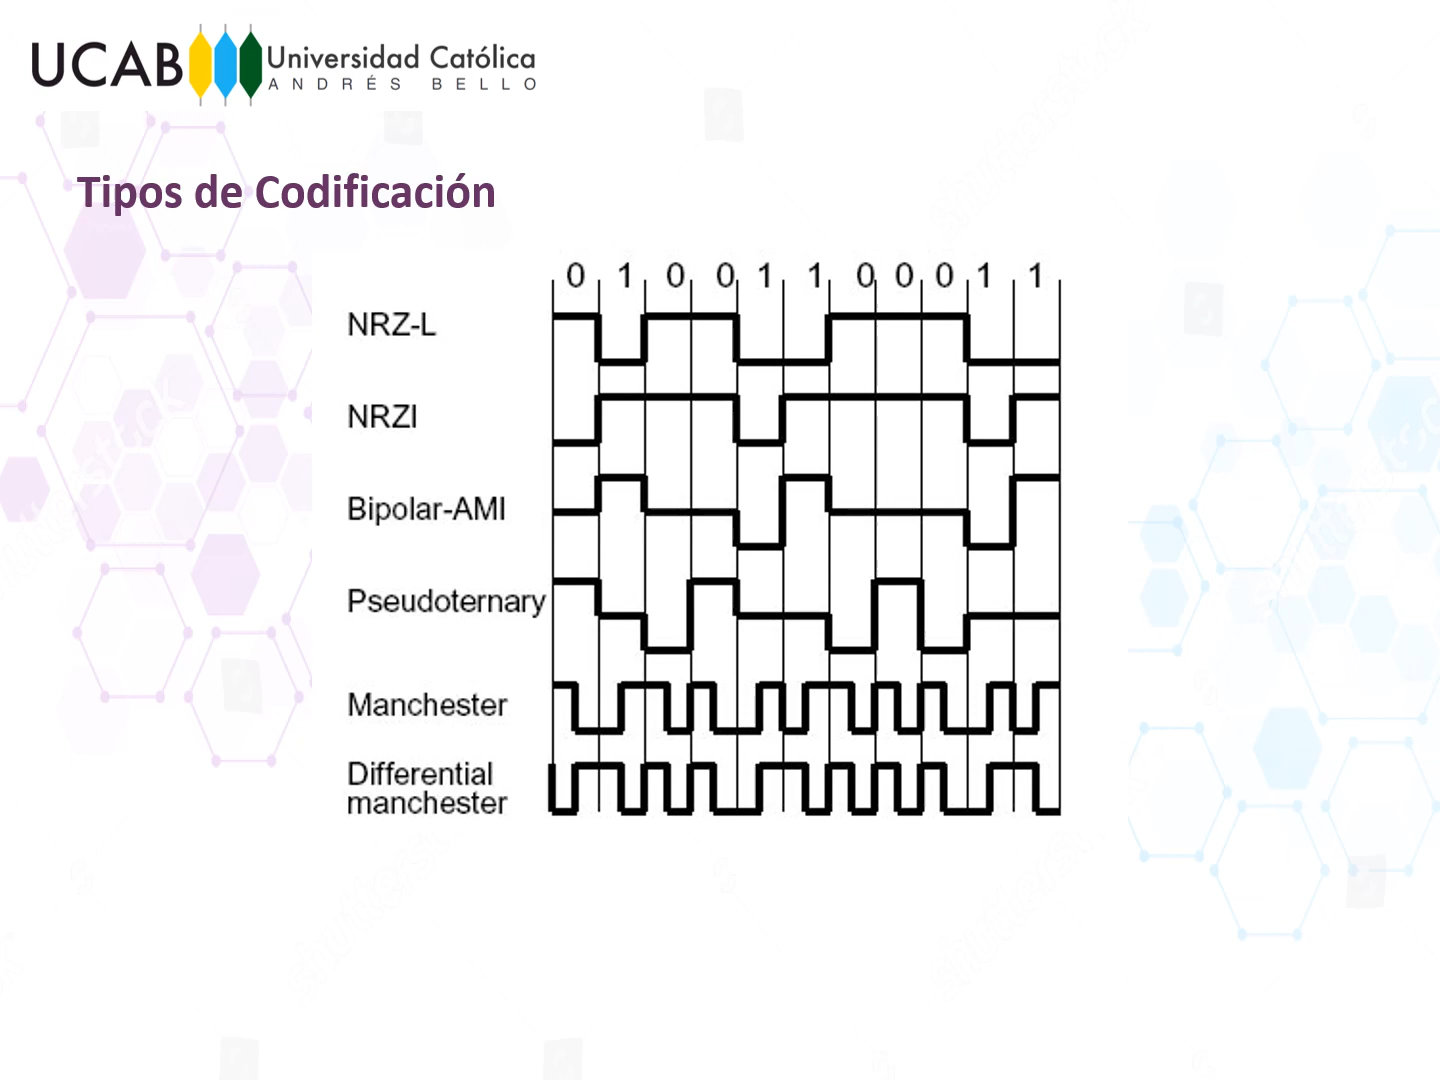 UCAB Universidad Católica
ANDRÉS BELLO
Tipos de Codificación
0 1 0 0 1 1 0 0 0 1 1
NRZ-L
NRZI
Bipolar-AMI
Pseudoternary
Manchester
Differential
manchester